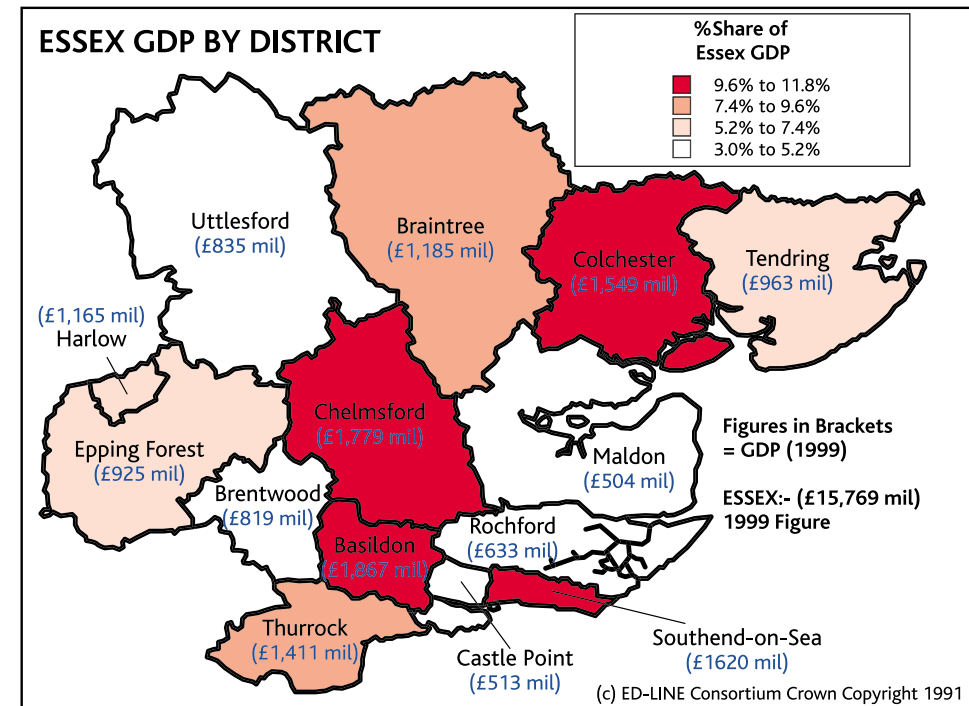 ESSEX GDP BY DISTRICT
%Share of
Essex GDP
9.6% to 11.8%
7.4% to 9.6%
5.2% to 7.4%
3.0% to 5.2%
Uttlesford
(£835 mil)
Braintree
(£1,185 mil)
Colchester
(£1,549 mil)
Tendring
(£963 mil)
(£1,165 mil)
Harlow
Chelmsford
(£1,779 mil)
Epping Forest
(£925 mil)
Maldon
(£504 mil)
Figures in Brackets
= GDP (1999)
ESSEX:- (£15,769 mil)
1999 Figure
Brentwood
(£819 mil)
Rochford
(£633 mil)
Basildon
(£1,867 mil)
Thurrock
(£1,411 mil)
Castle Point
(£513 mil)
Southend-on-Sea
(£1620 mil)
(c) ED-LINE Consortium Crown Copyright 1991